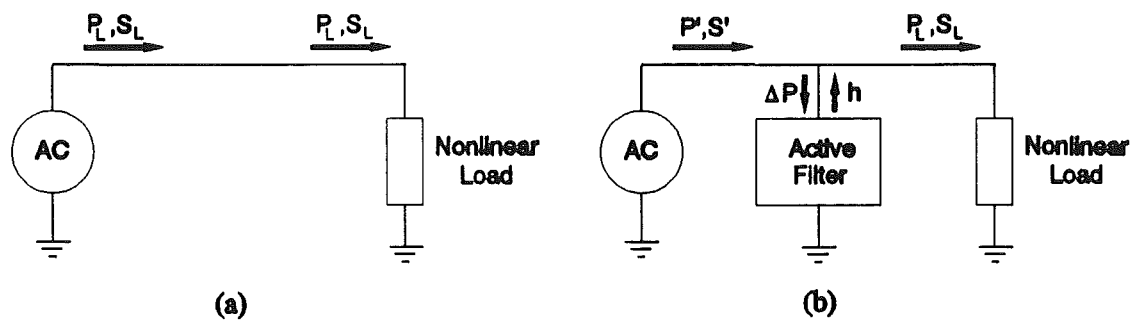 P_L, S_L
P_L, S_L
AC
Nonlinear
Load
(a)
P', S'
P_L, S_L
ΔP
h
AC
Active
Filter
Nonlinear
Load
(b)